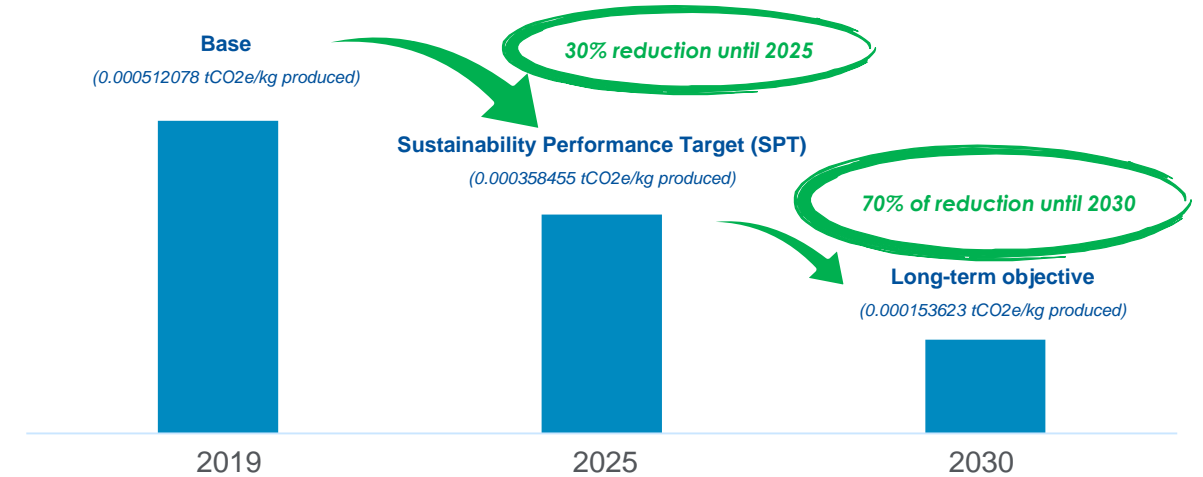 Base
(0.000512078 tCO2e/kg produced)
30% reduction until 2025
Sustainability Performance Target (SPT)
(0.000358455 tCO2e/kg produced)
70% of reduction until 2030
Long-term objective
(0.000153623 tCO2e/kg produced)
2019
2025
2030